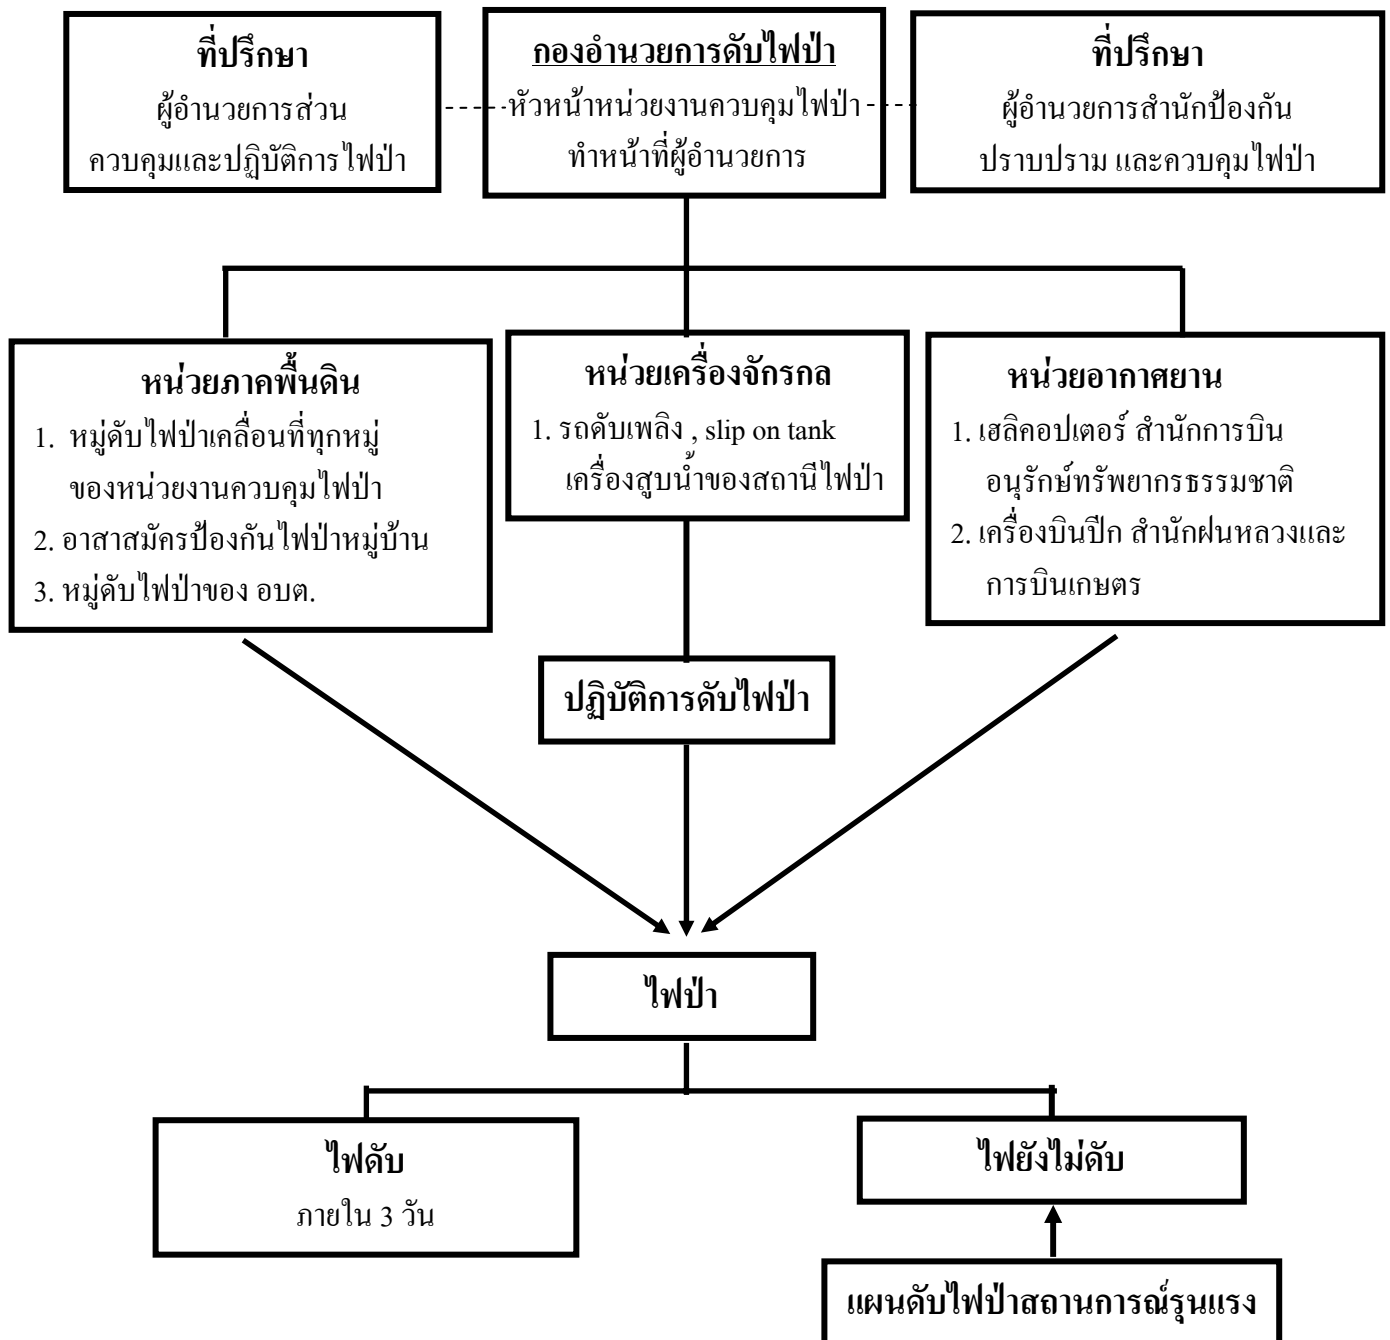 ที่ปรึกษา
ผู้อำนวยการส่วน
ควบคุมและปฏิบัติการไฟป่า
กองอำนวยการดับไฟป่า
หัวหน้าหน่วยงานควบคุมไฟป่า
ทำหน้าที่ผู้อำนวยการ
ที่ปรึกษา
ผู้อำนวยการสำนักป้องกัน
ปราบปราม และควบคุมไฟป่า
หน่วยภาคพื้นดิน
1. หมู่ดับไฟป่าเคลื่อนที่ทุกหมู่
ของหน่วยงานควบคุมไฟป่า
2. อาสาสมัครป้องกันไฟป่าหมู่บ้าน
3. หมู่ดับไฟป่าของ อบต.
หน่วยเครื่องจักรกล
1. รถดับเพลิง , slip on tank
เครื่องสูบน้ำของสถานีไฟป่า
หน่วยอากาศยาน
1. เฮลิคอปเตอร์ สำนักการบิน
อนุรักษ์ทรัพยากรธรรมชาติ
2. เครื่องบินปีก สำนักฝนหลวงและ
การบินเกษตร
ปฏิบัติการดับไฟป่า
ไฟป่า
ไฟดับ
ภายใน 3 วัน
ไฟยังไม่ดับ
แผนดับไฟป่าสถานการณ์รุนแรง